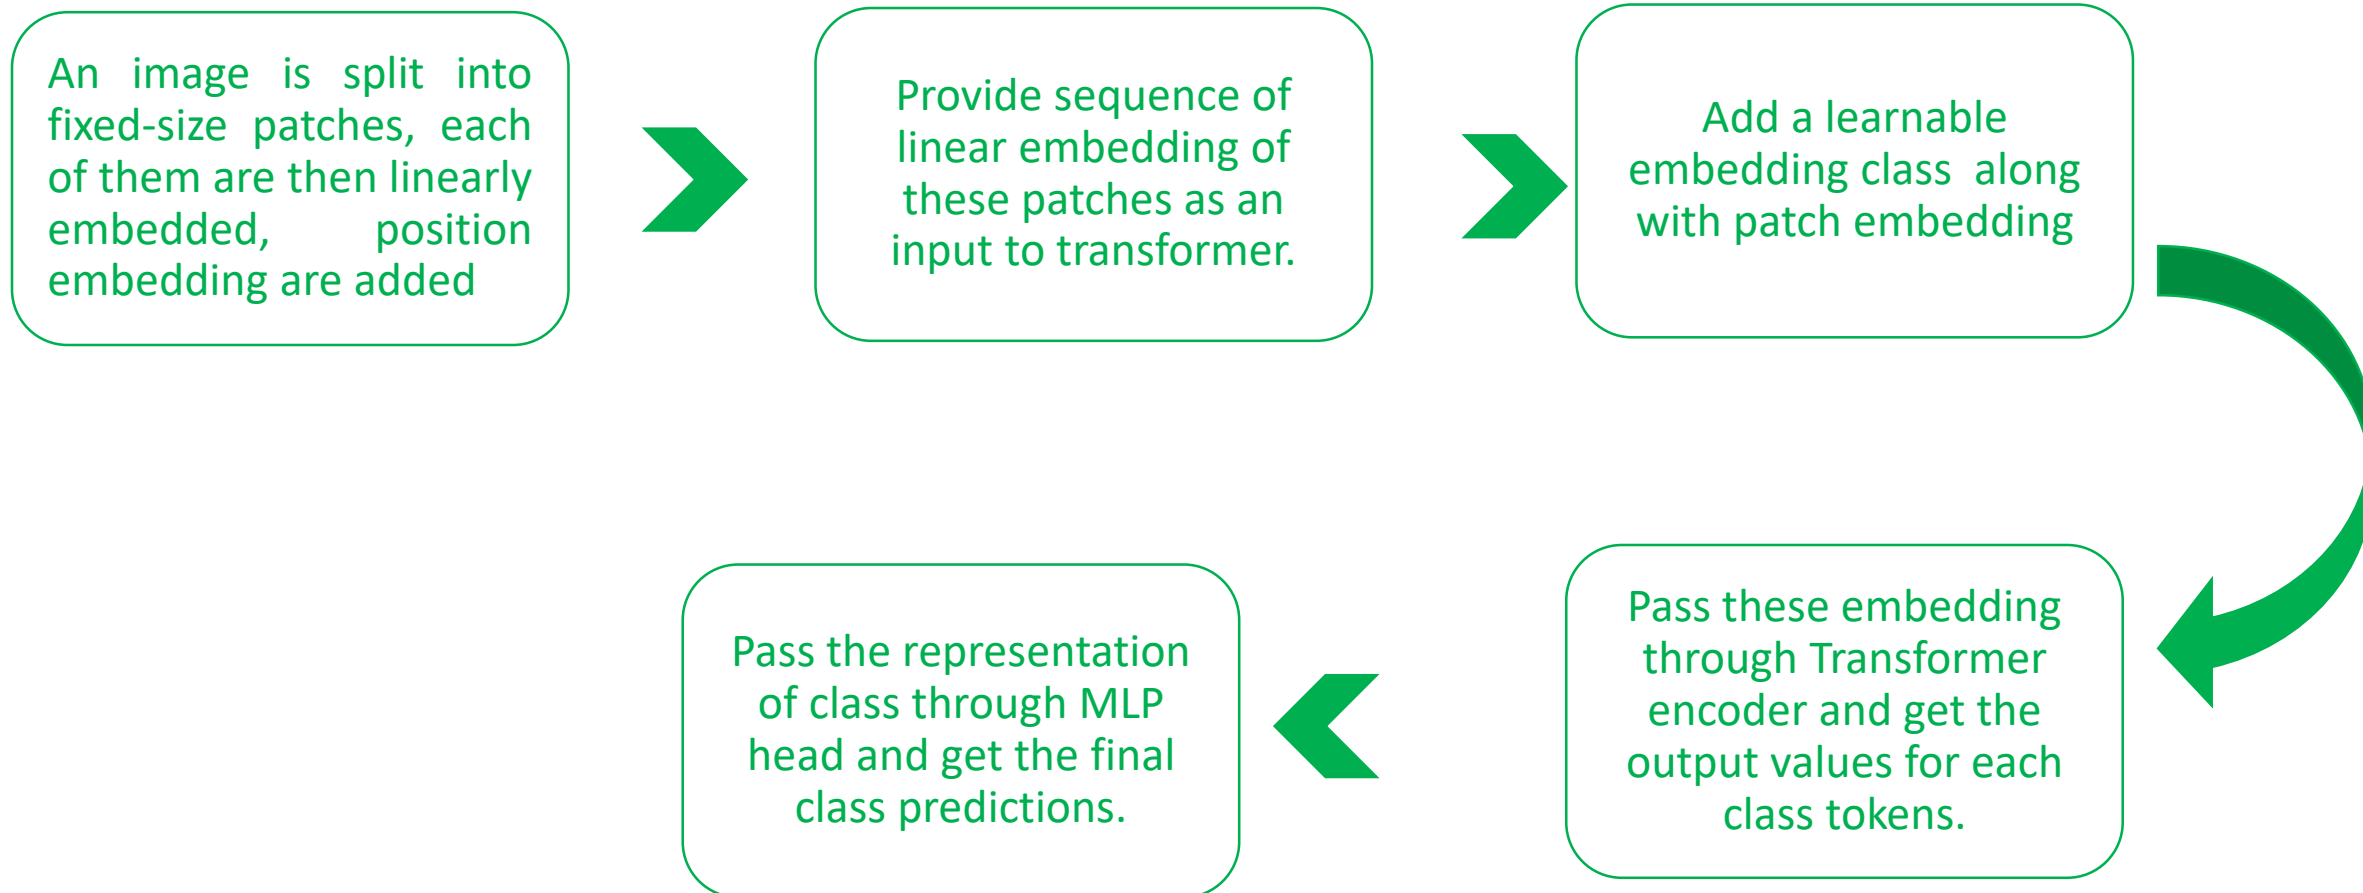 An image is split into
fixed-size patches, each
of them are then linearly
embedded, position
embedding are added
Provide sequence of
linear embedding of
these patches as an
input to transformer.
Add a learnable
embedding class along
with patch embedding
Pass these embedding
through Transformer
encoder and get the
output values for each
class tokens.
Pass the representation
of class through MLP
head and get the final
class predictions.